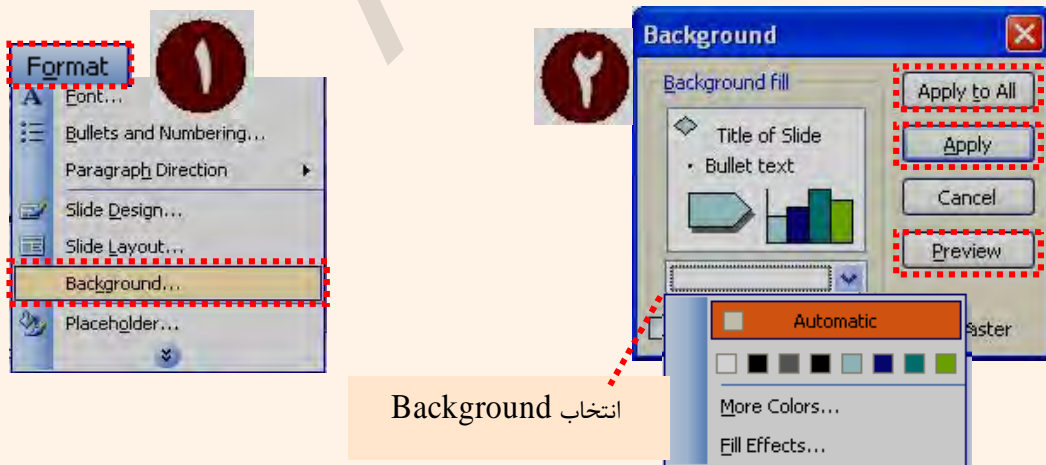 ۱
Format
Font...
Bullets and Numbering...
Paragraph Direction
Slide Design...
Slide Layout...
Background...
Placeholder...
۲
Background
Background fill
Title of Slide
• Bullet text
Apply to All
Apply
Cancel
Preview
Automatic
aster
More Colors...
Fill Effects...
انتخاب Background